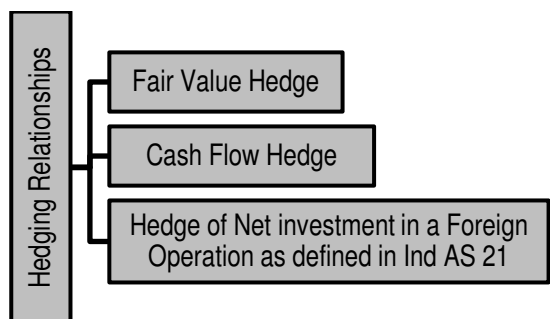 Hedging Relationships
Fair Value Hedge
Cash Flow Hedge
Hedge of Net investment in a Foreign
Operation as defined in Ind AS 21